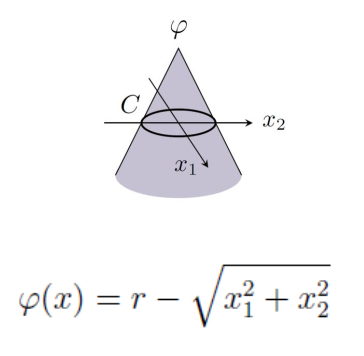 φ
C
x₂
x₁
φ(x) = r − √(x₁² + x₂²)